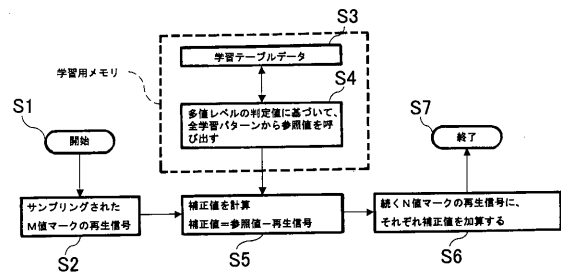 S3
学習テーブルデータ
学習用メモリ
S4
多値レベルの判定値に基づいて、
全学習パターンから参照値を呼
び出す
S1
開始
S7
終了
サンプリングされた
M値マークの再生信号
S2
補正値を計算
補正値=参照値-再生信号
S5
続くN値マークの再生信号に、
それぞれ補正値を加算する
S6